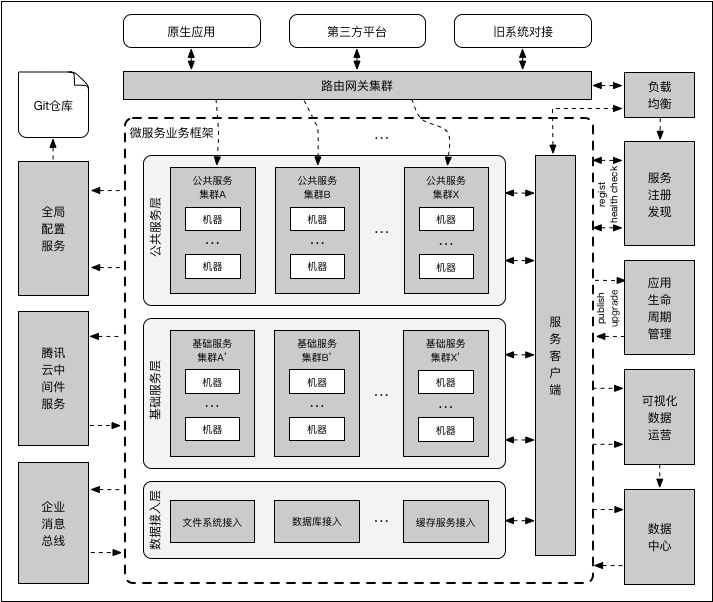 原生应用
第三方平台
旧系统对接
路由网关集群
负载
均衡
Git仓库
微服务业务框架
...
公共服务层
公共服务
集群A
机器
...
机器
公共服务
集群B
机器
...
机器
...
公共服务
集群X
机器
...
机器
基础服务层
基础服务
集群A'
机器
...
机器
基础服务
集群B'
机器
...
机器
...
基础服务
集群X'
机器
...
机器
数据接入层
文件系统接入
数据库接入
...
缓存服务接入
服务客户端
全局
配置
服务
腾讯
云中
间件
服务
企业
消息
总线
regist
health check
服务
注册
发现
publish
upgrade
应用
生命
周期
管理
可视化
数据
运营
数据
中心